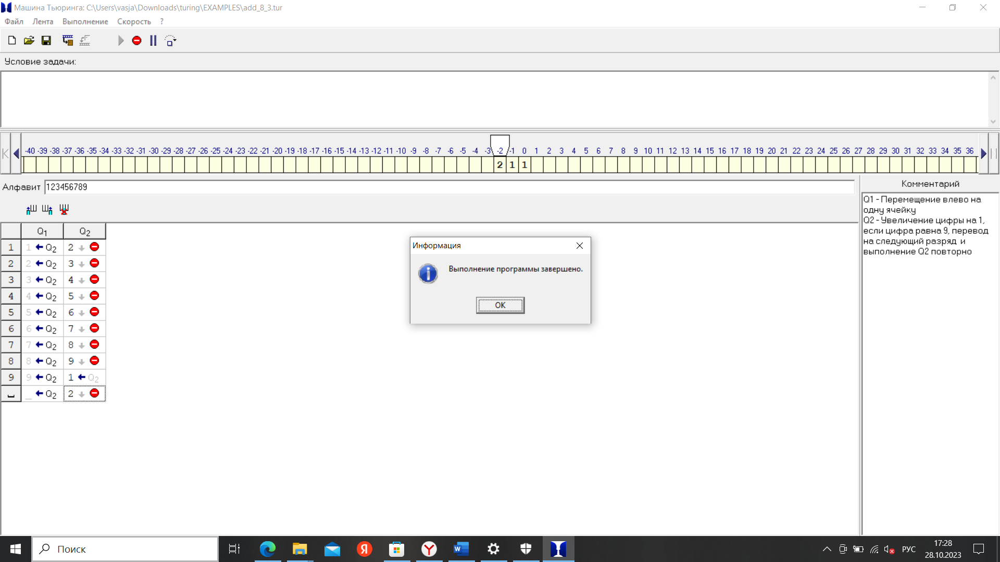 Машина Тьюринга: C:\Users\vasja\Downloads\turing\EXAMPLES\add_8_3.tur
Файл Лента Выполнение Скорость ?
Условие задачи:
-40 -39 -38 -37 -36 -35 -34 -33 -32 -31 -30 -29 -28 -27 -26 -25 -24 -23 -22 -21 -20 -19 -18 -17 -16 -15 -14 -13 -12 -11 -10 -9 -8 -7 -6 -5 -4 -3 -2 -1 0 1 2 3 4 5 6 7 8 9 10 11 12 13 14 15 16 17 18 19 20 21 22 23 24 25 26 27 28 29 30 31 32 33 34 35 36
2 1 1
Алфавит 123456789
Комментарий
Q1 - Перемещение влево на
одну ячейку
Q2 - Увеличение цифры на 1,
если цифра равна 9, перевод
на следующий разряд и
выполнение Q2 повторно
Q1 Q2
1 1 Q2 2
2 2 Q2 3
3 3 Q2 4
4 4 Q2 5
5 5 Q2 6
6 6 Q2 7
7 7 Q2 8
8 8 Q2 9
9 9 Q2 1 Q2
_ Q2 2
Информация
Выполнение программы завершено.
OK
Поиск
РУС
17:28
28.10.2023